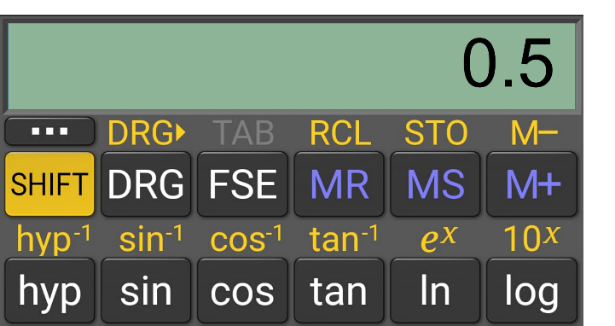 0.5
... DRG▸ TAB RCL STO M−
SHIFT DRG FSE MR MS M+
hyp⁻¹ sin⁻¹ cos⁻¹ tan⁻¹ eˣ 10ˣ
hyp sin cos tan ln log